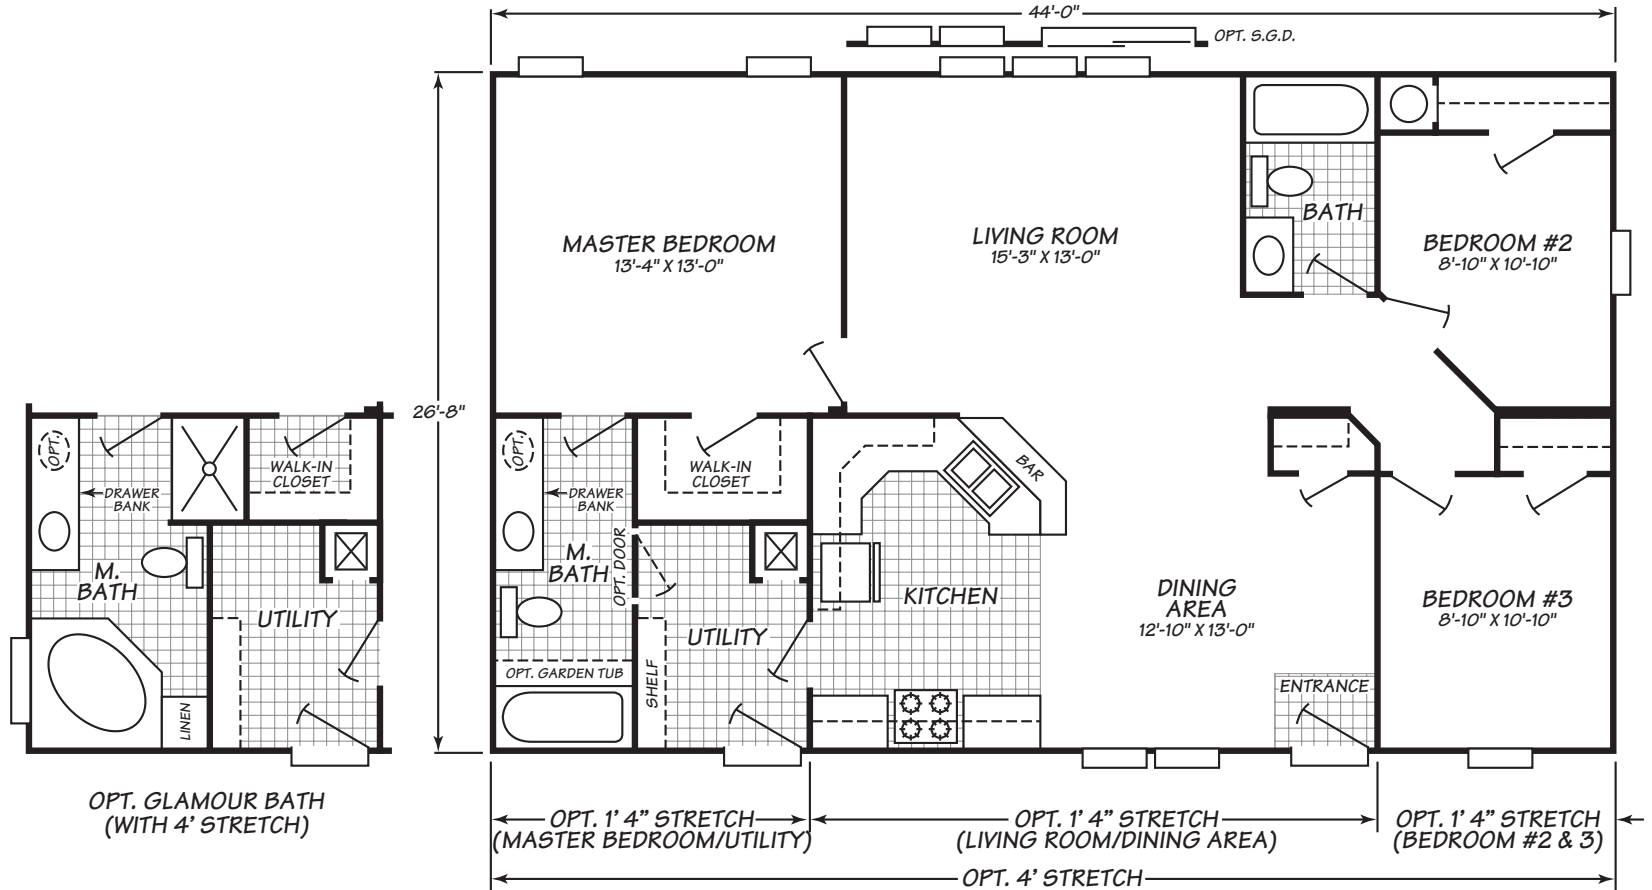 44'-0"
OPT. S.G.D.
MASTER BEDROOM
13'-4" X 13'-0"
LIVING ROOM
15'-3" X 13'-0"
BATH
BEDROOM #2
8'-10" X 10'-10"
26'-8"
OPT.
WALK-IN
CLOSET
DRAWER
BANK
M.
BATH
UTILITY
LINEN
OPT. GLAMOUR BATH
(WITH 4' STRETCH)
OPT.
WALK-IN
CLOSET
DRAWER
BANK
M.
BATH
OPT. DOOR
UTILITY
SHELF
OPT. GARDEN TUB
BAR
KITCHEN
DINING
AREA
12'-10" X 13'-0"
ENTRANCE
BEDROOM #3
8'-10" X 10'-10"
OPT. 1' 4” STRETCH
(MASTER BEDROOM/UTILITY)
OPT. 1' 4” STRETCH
(LIVING ROOM/DINING AREA)
OPT. 1' 4” STRETCH
(BEDROOM #2 & 3)
OPT. 4' STRETCH